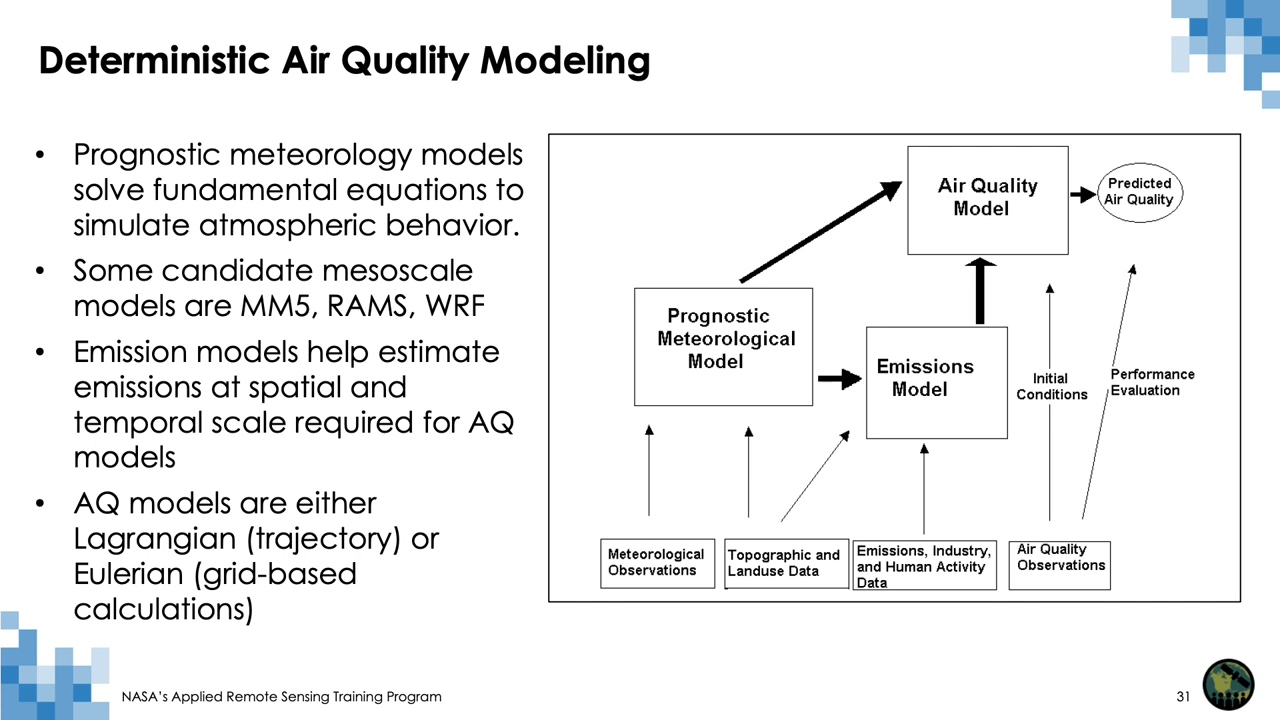 Deterministic Air Quality Modeling
• Prognostic meteorology models
solve fundamental equations to
simulate atmospheric behavior.
• Some candidate mesoscale
models are MM5, RAMS, WRF
• Emission models help estimate
emissions at spatial and
temporal scale required for AQ
models
• AQ models are either
Lagrangian (trajectory) or
Eulerian (grid-based
calculations)
Air Quality
Model
Predicted
Air Quality
Prognostic
Meteorological
Model
Emissions
Model
Initial
Conditions
Performance
Evaluation
Meteorological
Observations
Topographic and
Landuse Data
Emissions, Industry,
and Human Activity
Data
Air Quality
Observations
NASA's Applied Remote Sensing Training Program
31